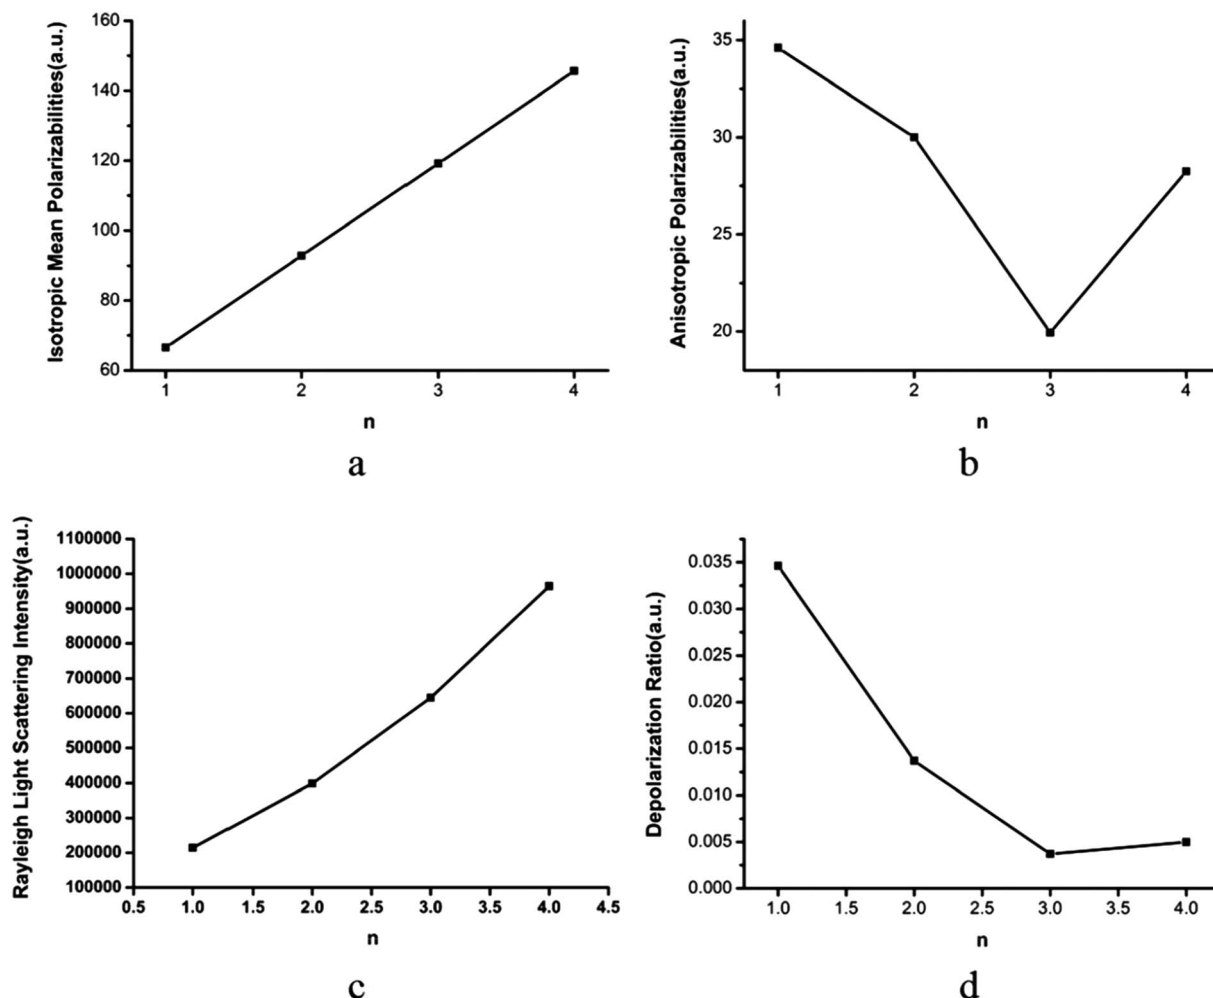 Isotropic Mean Polarizabilities(a.u.)
160
140
120
100
80
60
1 2 3 4
n
a
Anisotropic Polarizabilities(a.u.)
35
30
25
20
1 2 3 4
n
b
Rayleigh Light Scattering Intensity(a.u.)
1100000
1000000
900000
800000
700000
600000
500000
400000
300000
200000
100000
0.5 1.0 1.5 2.0 2.5 3.0 3.5 4.0 4.5
n
c
Depolarization Ratio(a.u.)
0.035
0.030
0.025
0.020
0.015
0.010
0.005
0.000
1.0 1.5 2.0 2.5 3.0 3.5 4.0
n
d